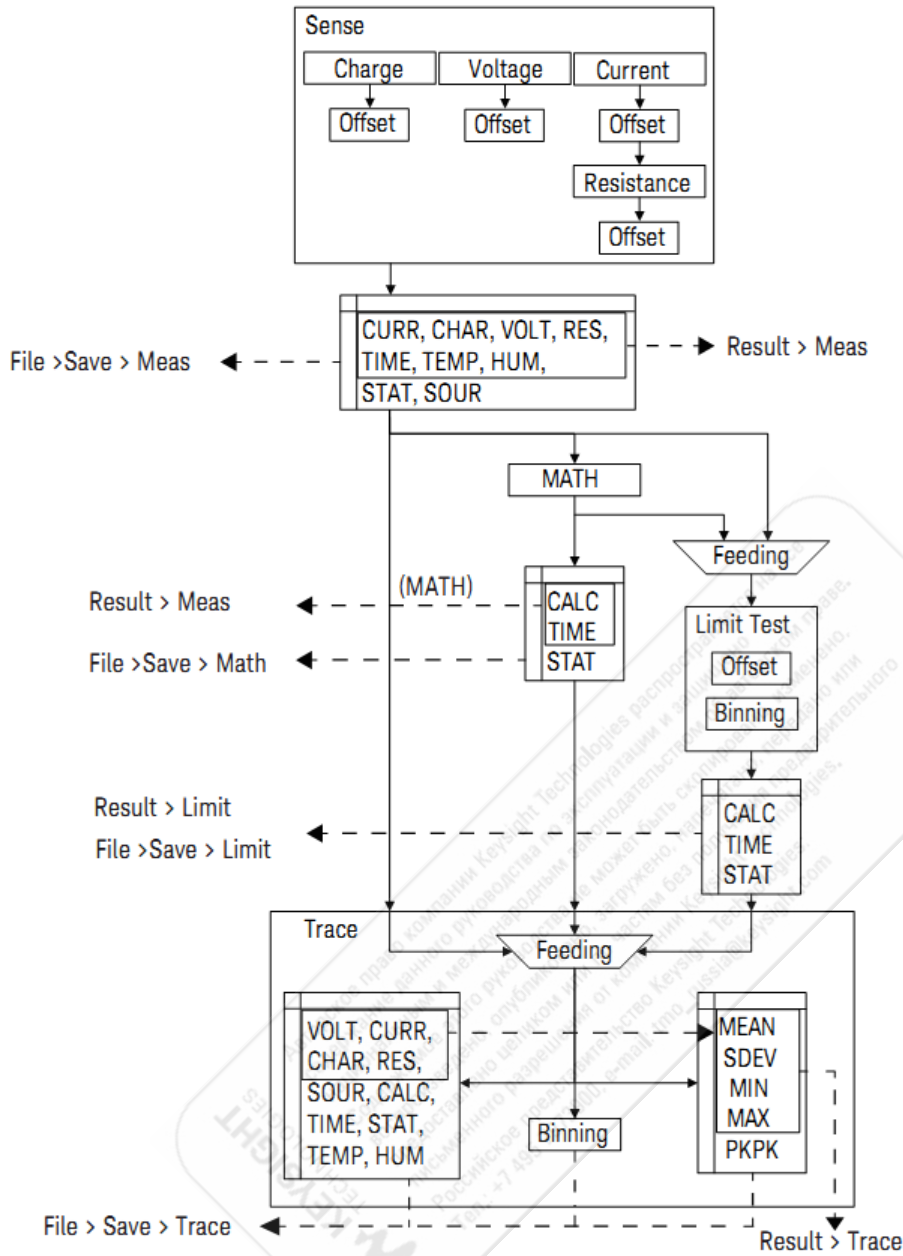 Sense
Charge
Voltage
Current
Offset
Offset
Offset
Resistance
Offset
CURR, CHAR, VOLT, RES,
TIME, TEMP, HUM,
STAT, SOUR
File >Save > Meas
Result > Meas
MATH
Feeding
(MATH)
Result > Meas
File >Save > Math
CALC
TIME
STAT
Limit Test
Offset
Binning
Result > Limit
File >Save > Limit
CALC
TIME
STAT
Trace
Feeding
VOLT, CURR,
CHAR, RES,
SOUR, CALC,
TIME, STAT,
TEMP, HUM
MEAN
SDEV
MIN
MAX
PKPK
Binning
File > Save > Trace
Result > Trace
KEYSIGHT
TECHNOLOGIES